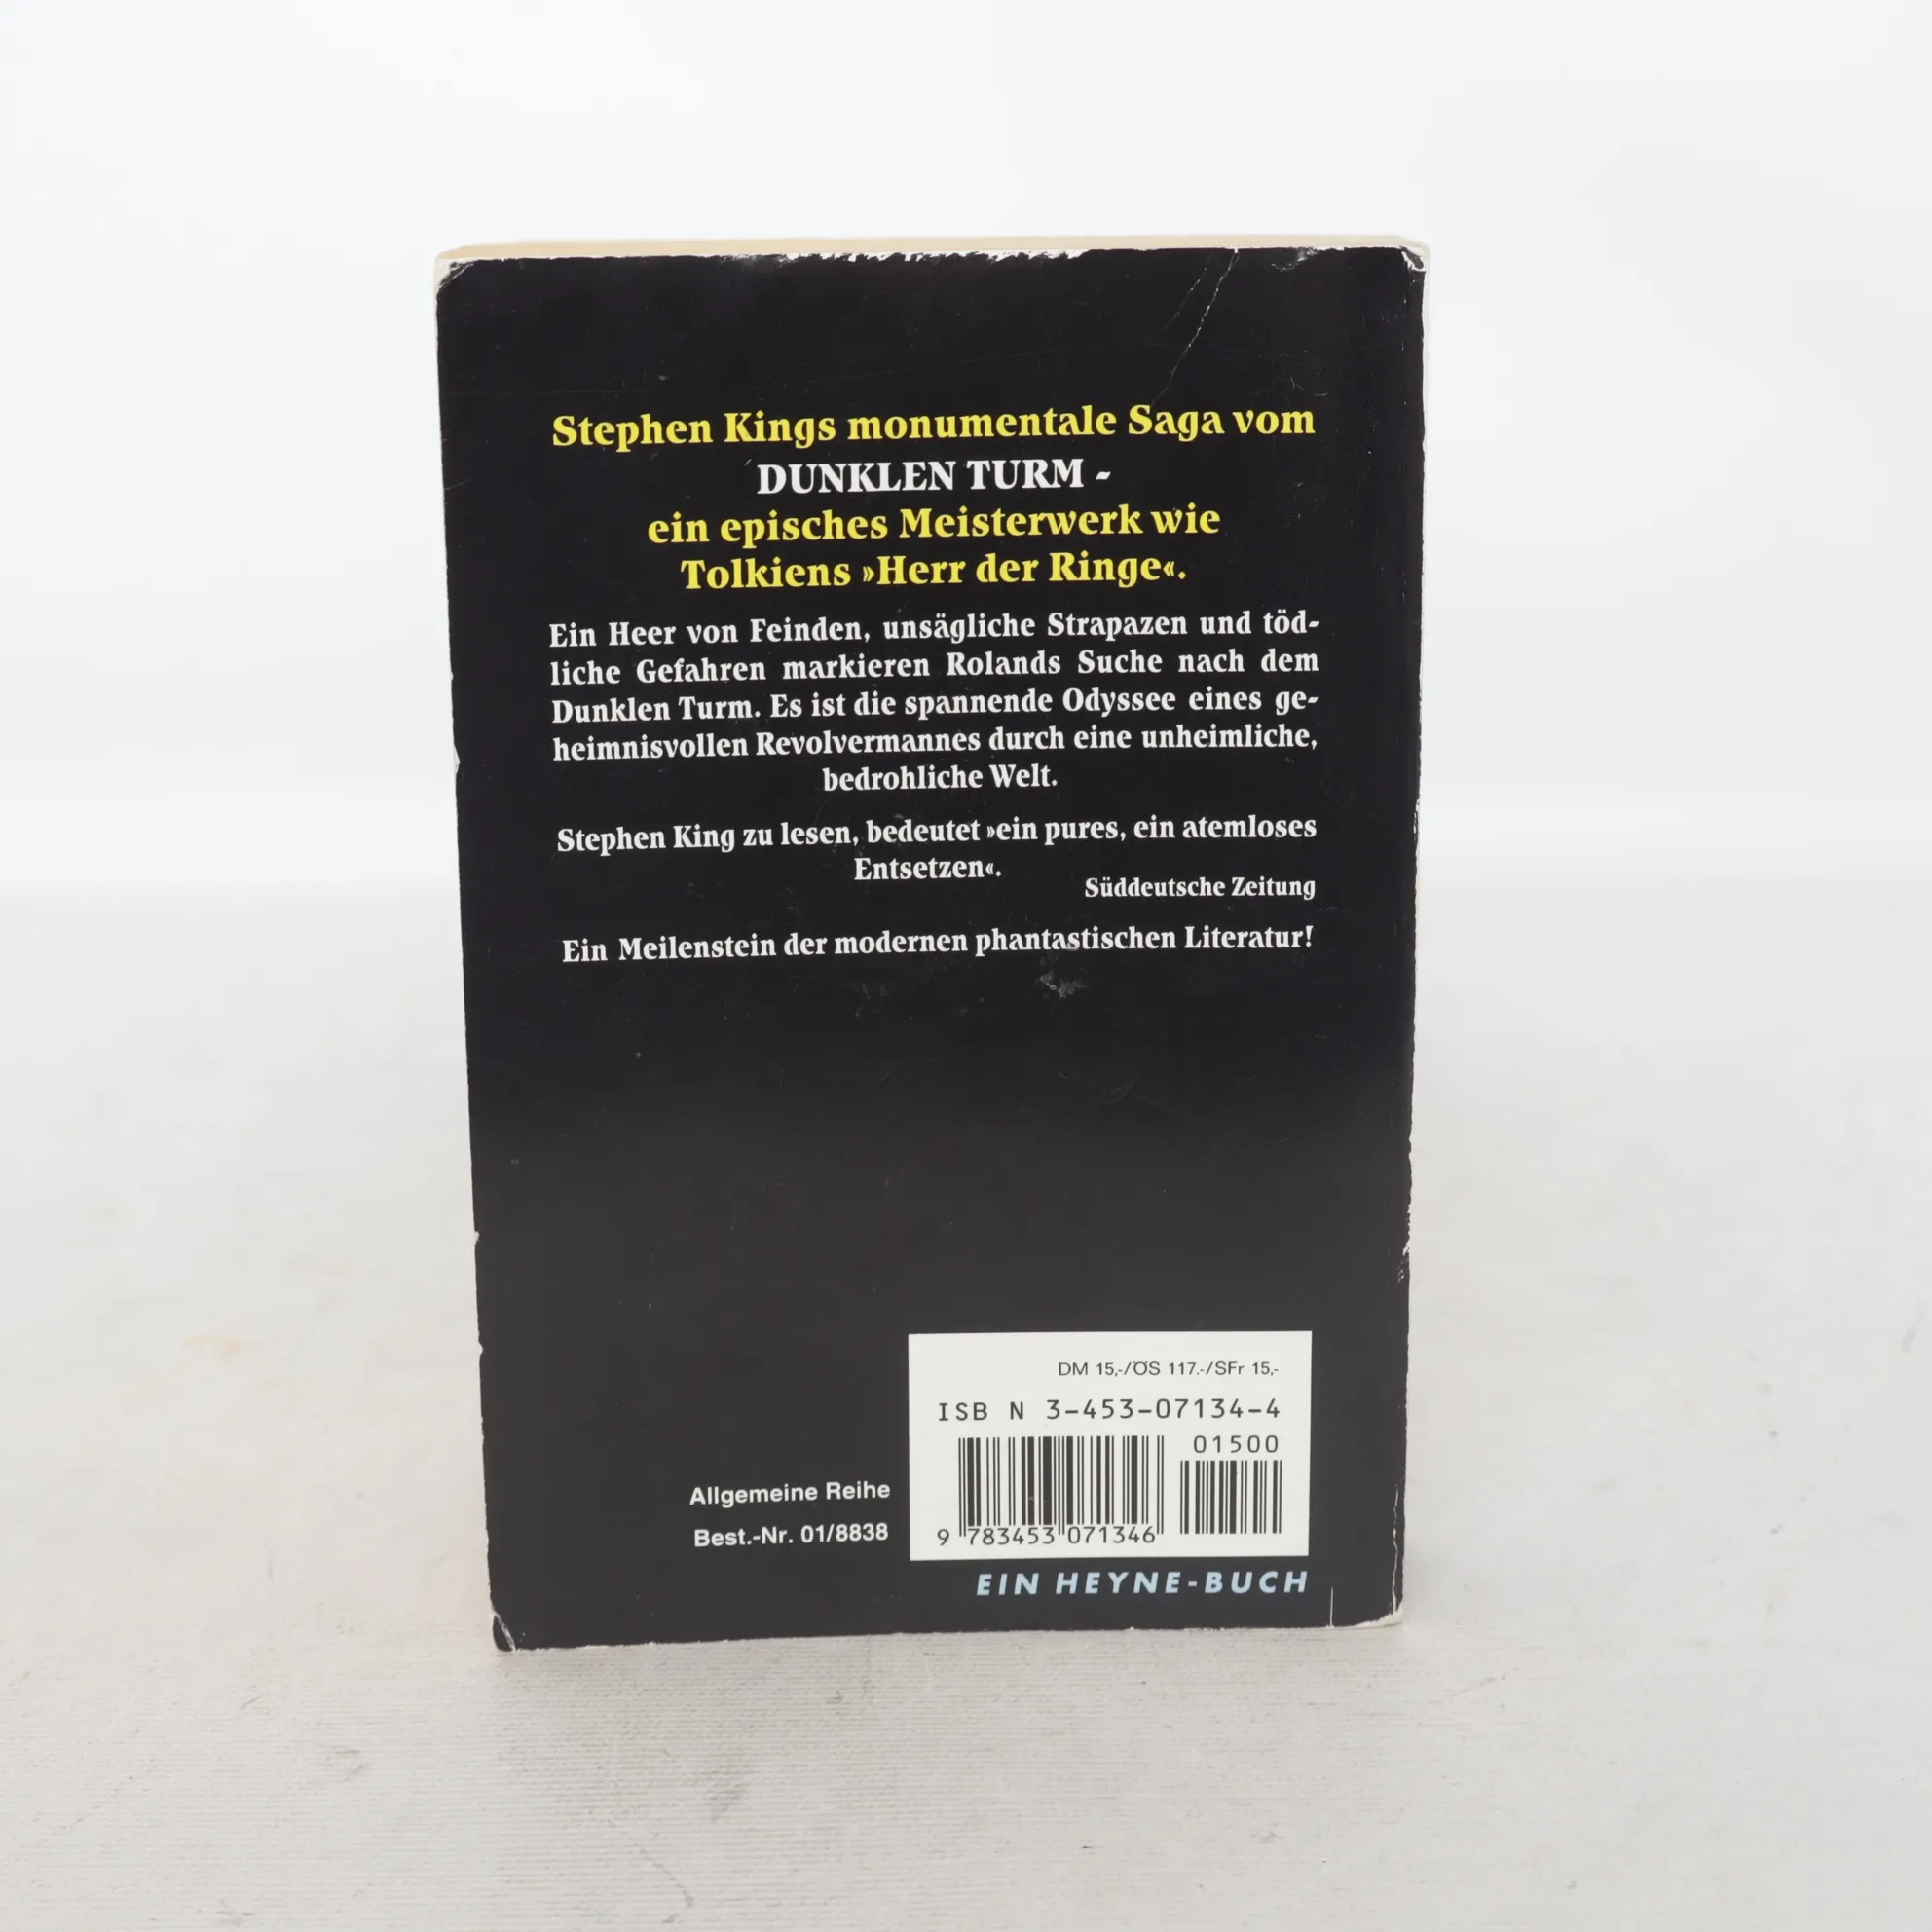 Stephen Kings monumentale Saga vom
DUNKLEN TURM -
ein episches Meisterwerk wie
Tolkiens »Herr der Ringe«.
Ein Heer von Feinden, unsägliche Strapazen und töd-
liche Gefahren markieren Rolands Suche nach dem
Dunklen Turm. Es ist die spannende Odyssee eines ge-
heimnisvollen Revolvermannes durch eine unheimliche,
bedrohliche Welt.
Stephen King zu lesen, bedeutet »ein pures, ein atemloses
Entsetzen«.
Süddeutsche Zeitung
Ein Meilenstein der modernen phantastischen Literatur!
DM 15,-/ÖS 117.-/SFr 15,-
ISB N 3-453-07134-4
01500
9 783453 071346
Allgemeine Reihe
Best.-Nr. 01/8838
EIN HEYNE-BUCH